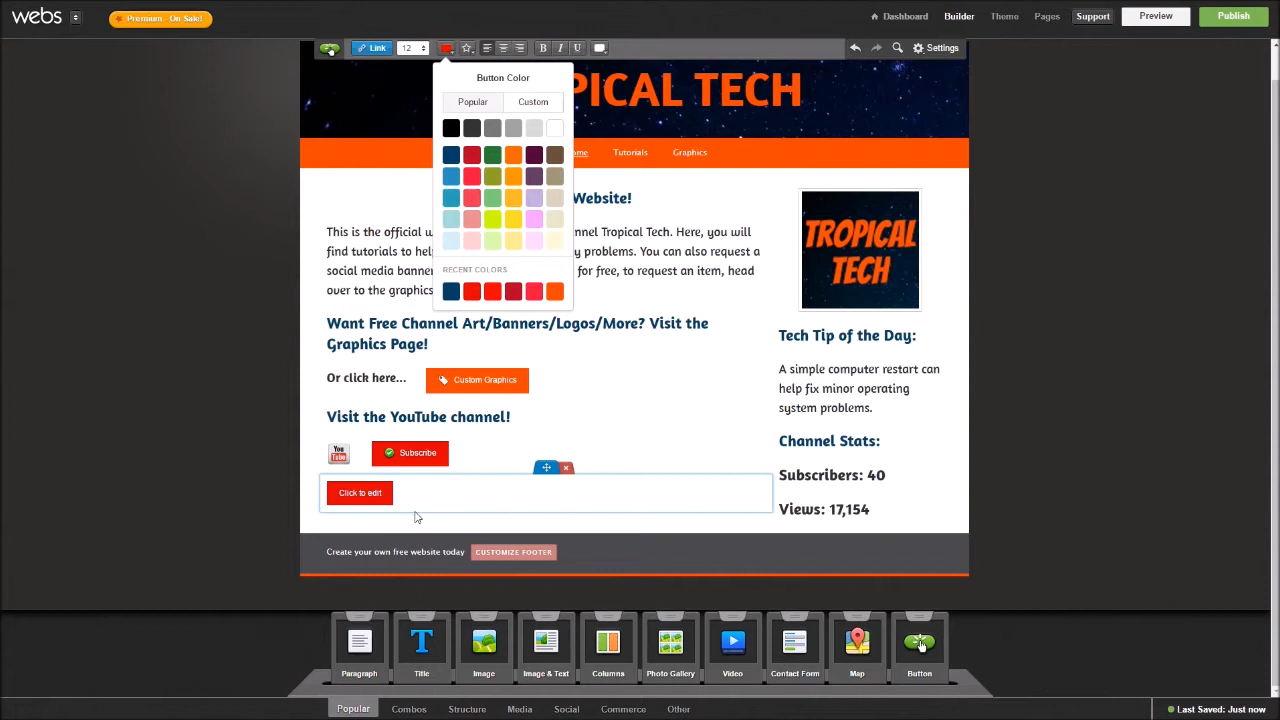 webs
Premium - On Sale!
Dashboard
Builder
Theme
Pages
Support
Preview
Publish
Link
12
B
I
U
Settings
PICAL TECH
Button Color
Popular
Custom
RECENT COLORS
Tutorials
Graphics
Website!
This is the official
nnel Tropical Tech. Here, you will
find tutorials to
problems. You can also request a
social media
for free, to request an item, head
over to the graphics
Want Free Channel Art/Banners/Logos/More? Visit the
Graphics Page!
Or click here...
Custom Graphics
Visit the YouTube channel!
You
Tube
Subscribe
Click to edit
TROPICAL
TECH
Tech Tip of the Day:
A simple computer restart can
help fix minor operating
system problems.
Channel Stats:
Subscribers: 40
Views: 17,154
Create your own free website today
CUSTOMIZE FOOTER
Paragraph
Title
Image
Image & Text
Columns
Photo Gallery
Video
Contact Form
Map
Button
Popular
Combos
Structure
Media
Social
Commerce
Other
Last Saved: Just now